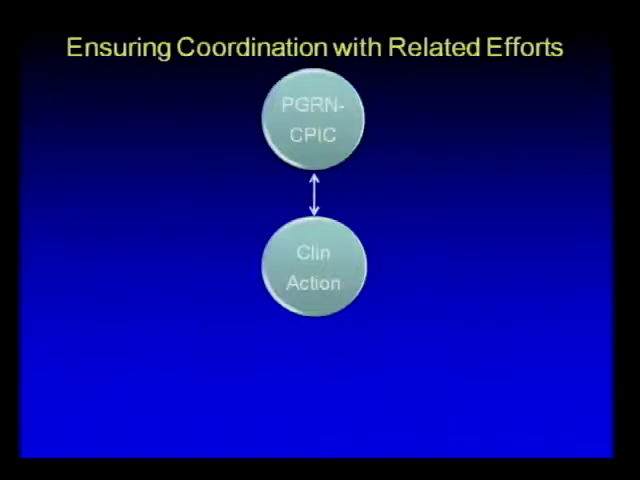 Ensuring Coordination with Related Efforts
PGRN-
CPIC
Clin
Action